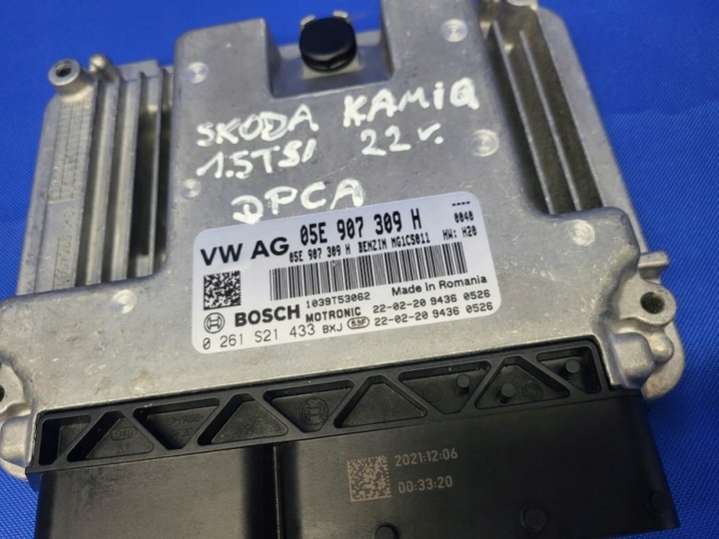 SKODA KAMIQ
1.5TSI 22r.
DPCA
VW AG 05E 907 309 H ----
05E 907 309 H BENZIN MG1CS011 0040
HW: H20
1039T53062 Made in Romania
BOSCH MOTRONIC 22-02-20 9436 0526
0 261 S21 433 BXJ 22-02-20 9436 0526
2021:12:06
00:33:20